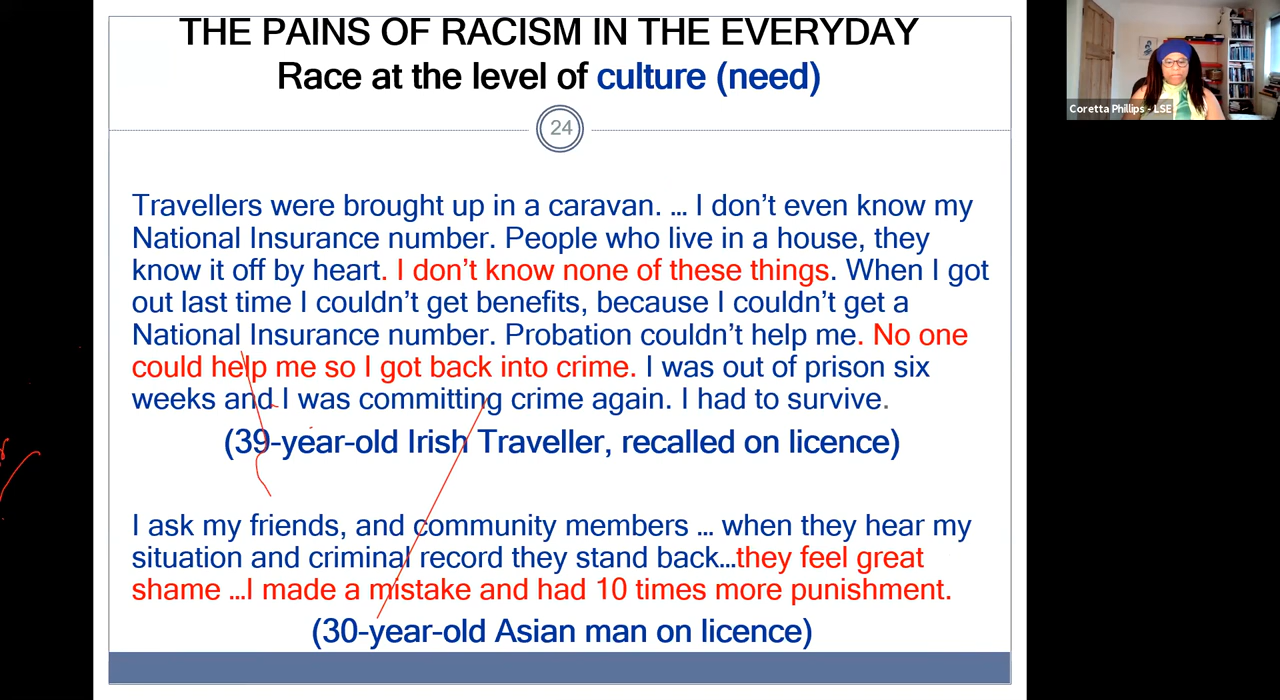 THE PAINS OF RACISM IN THE EVERYDAY
Race at the level of culture (need)
24
Travellers were brought up in a caravan. ... I don't even know my
National Insurance number. People who live in a house, they
know it off by heart. I don't know none of these things. When I got
out last time I couldn't get benefits, because I couldn't get a
National Insurance number. Probation couldn't help me. No one
could help me so I got back into crime. I was out of prison six
weeks and I was committing crime again. I had to survive.
(39-year-old Irish Traveller, recalled on licence)
I ask my friends, and community members ... when they hear my
situation and criminal record they stand back...they feel great
shame ...I made a mistake and had 10 times more punishment.
(30-year-old Asian man on licence)
Coretta Phillips - LSE